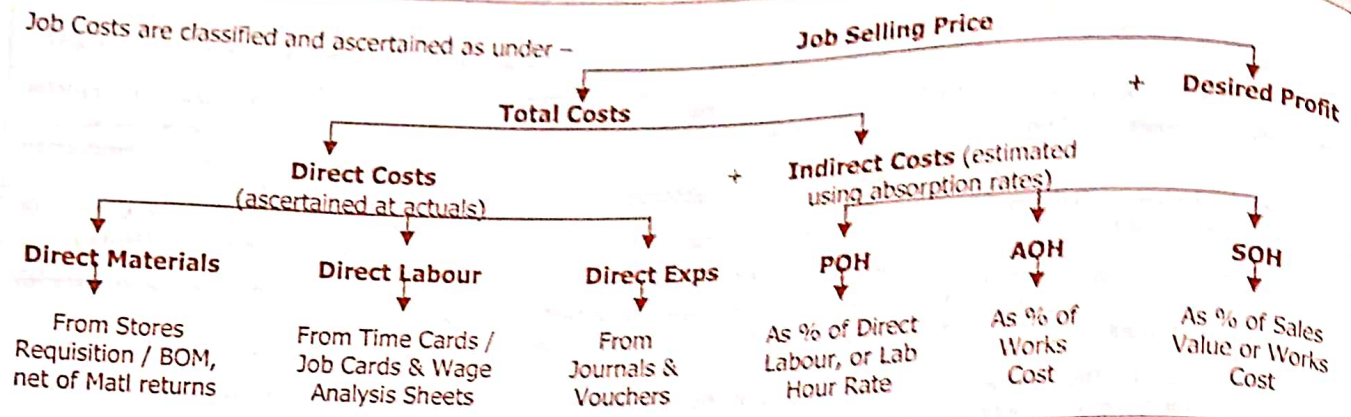 Job Costs are classified and ascertained as under –
Job Selling Price
Total Costs
+ Desired Profit
Direct Costs
(ascertained at actuals)
+
Indirect Costs (estimated
using absorption rates)
Direct Materials
From Stores
Requisition / BOM,
net of Matl returns
Direct Labour
From Time Cards /
Job Cards & Wage
Analysis Sheets
Direct Exps
From
Journals &
Vouchers
POH
As % of Direct
Labour, or Lab
Hour Rate
AOH
As % of
Works
Cost
SOH
As % of Sales
Value or Works
Cost